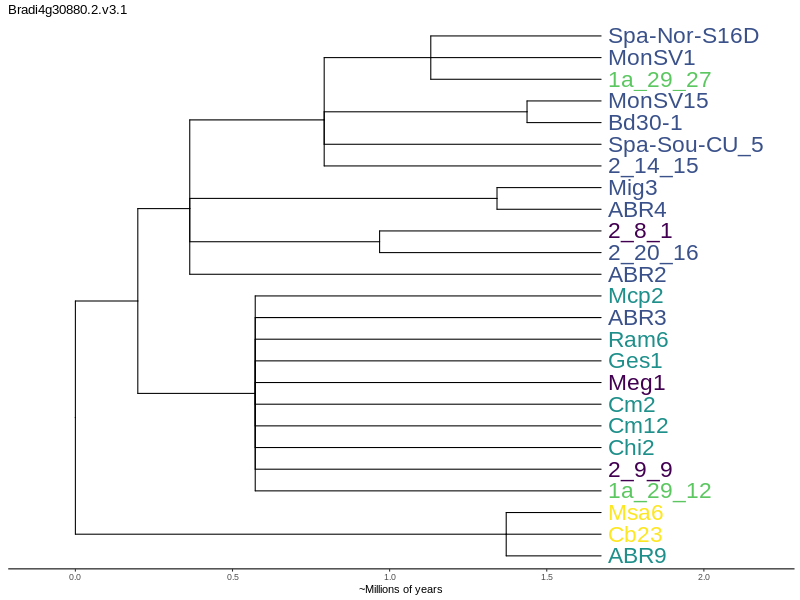 Bradi4g30880.2.v3.1
Spa-Nor-S16D
MonSV1
1a_29_27
MonSV15
Bd30-1
Spa-Sou-CU_5
2_14_15
Mig3
ABR4
2_8_1
2_20_16
ABR2
Mcp2
ABR3
Ram6
Ges1
Meg1
Cm2
Cm12
Chi2
2_9_9
1a_29_12
Msa6
Cb23
ABR9
0.0 0.5 1.0 1.5 2.0
~Millions of years